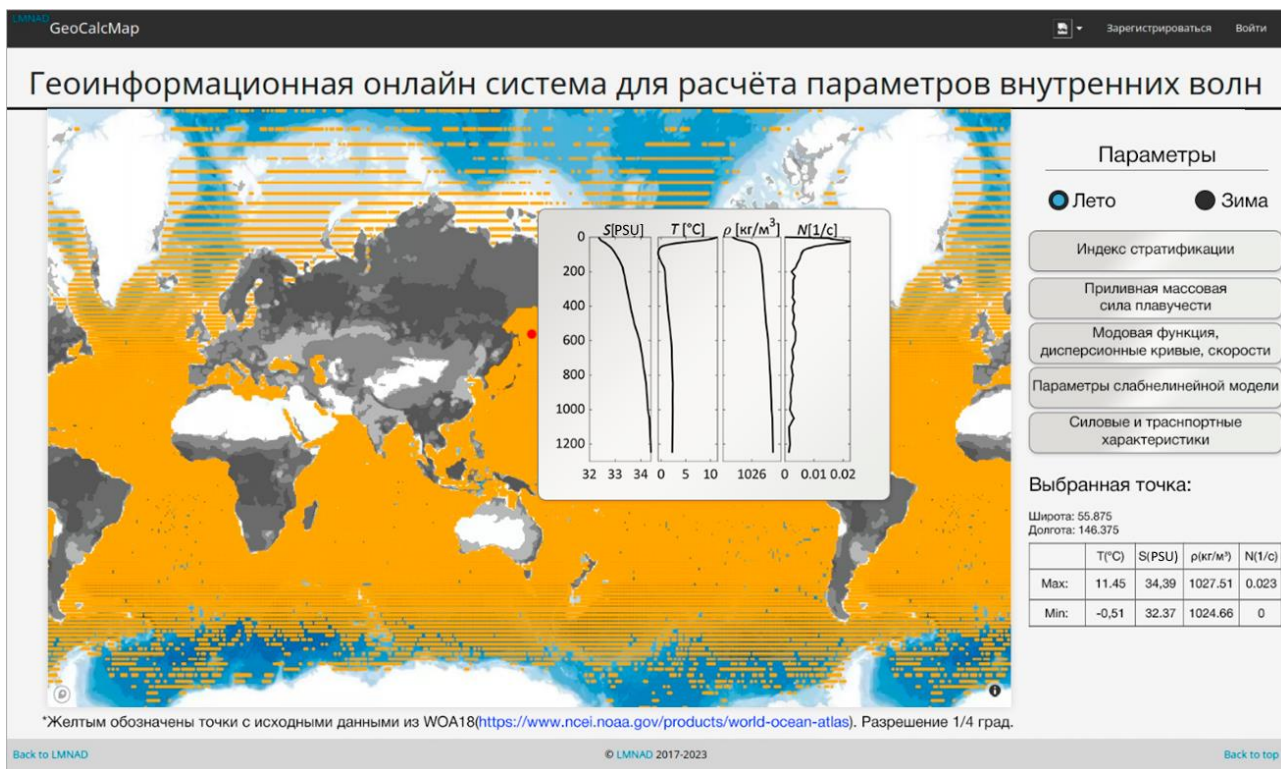 LMNAD
GeoCalcMap
Зарегистрироваться Войти
Геоинформационная онлайн система для расчёта параметров внутренних волн
Параметры
Лето Зима
Индекс стратификации
Приливная массовая
сила плавучести
Модовая функция,
дисперсионные кривые, скорости
Параметры слабнелинейной модели
Силовые и траспортные
характеристики
S[PSU] T [°C] ρ [кг/м³] N[1/c]
0
200
400
600
800
1000
1200
32 33 34 0 5 10 1026 0 0.01 0.02
Выбранная точка:
Широта: 55.875
Долгота: 146.375
T(°C) S(PSU) ρ(кг/м³) N(1/c)
Max: 11.45 34,39 1027.51 0.023
Min: -0,51 32.37 1024.66 0
*Желтым обозначены точки с исходными данными из WOA18(https://www.ncei.noaa.gov/products/world-ocean-atlas). Разрешение 1/4 град.
Back to LMNAD © LMNAD 2017-2023 Back to top